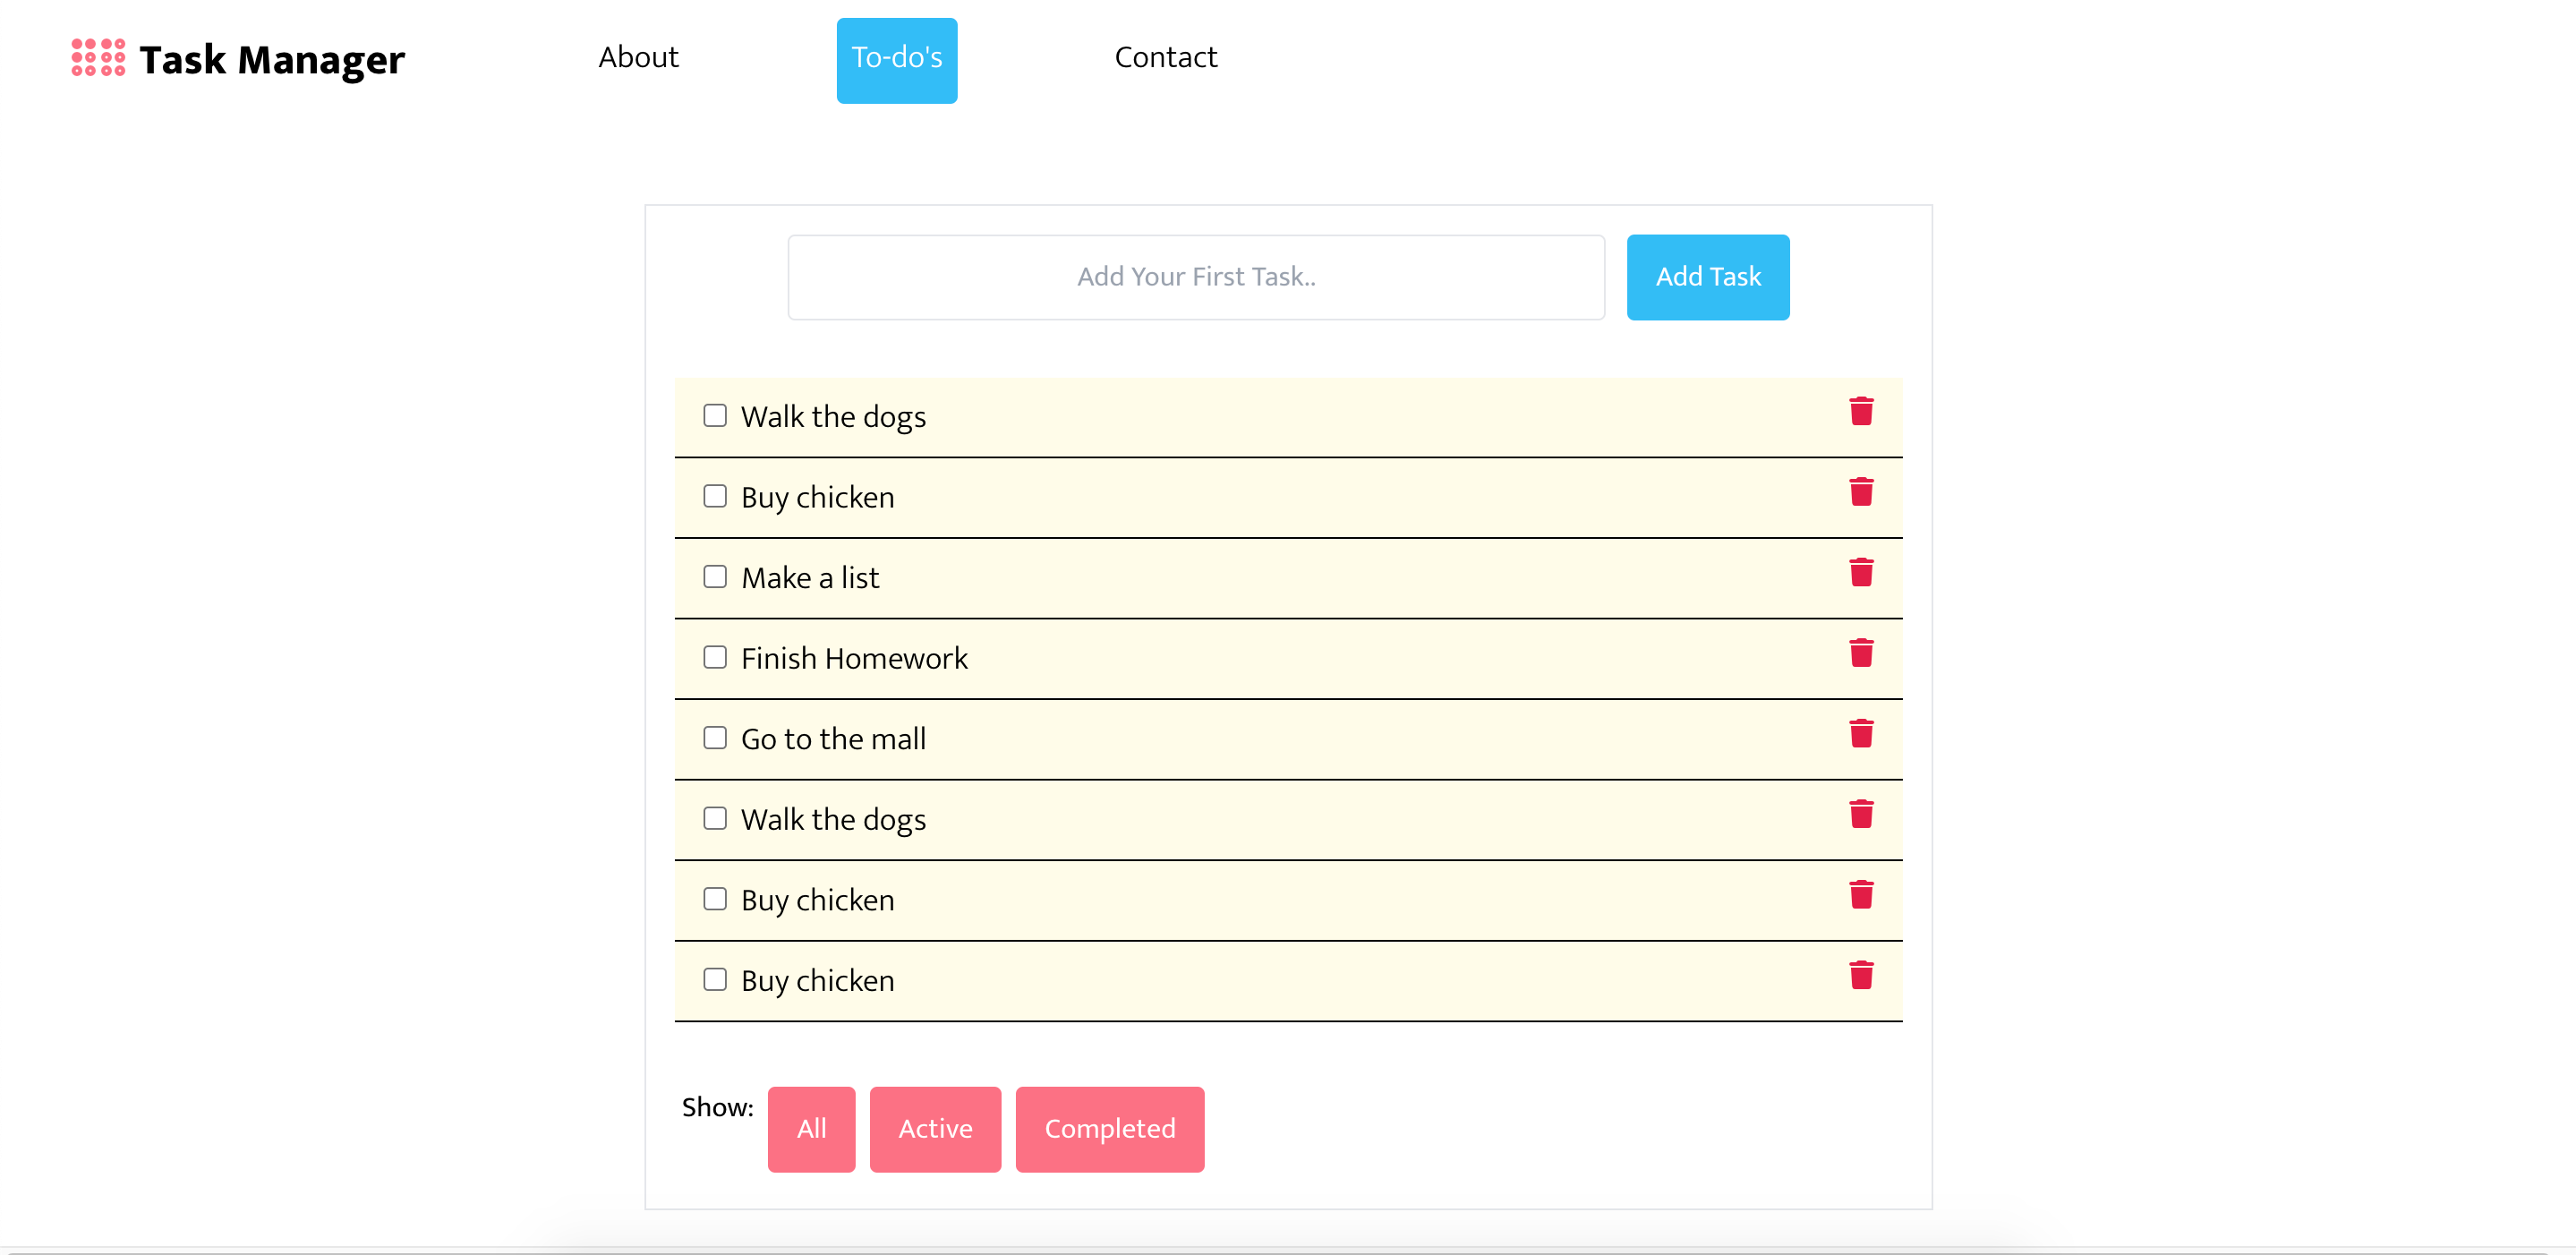 Task Manager
About
To-do's
Contact
Add Your First Task..
Add Task
Walk the dogs
Buy chicken
Make a list
Finish Homework
Go to the mall
Walk the dogs
Buy chicken
Buy chicken
Show:
All
Active
Completed